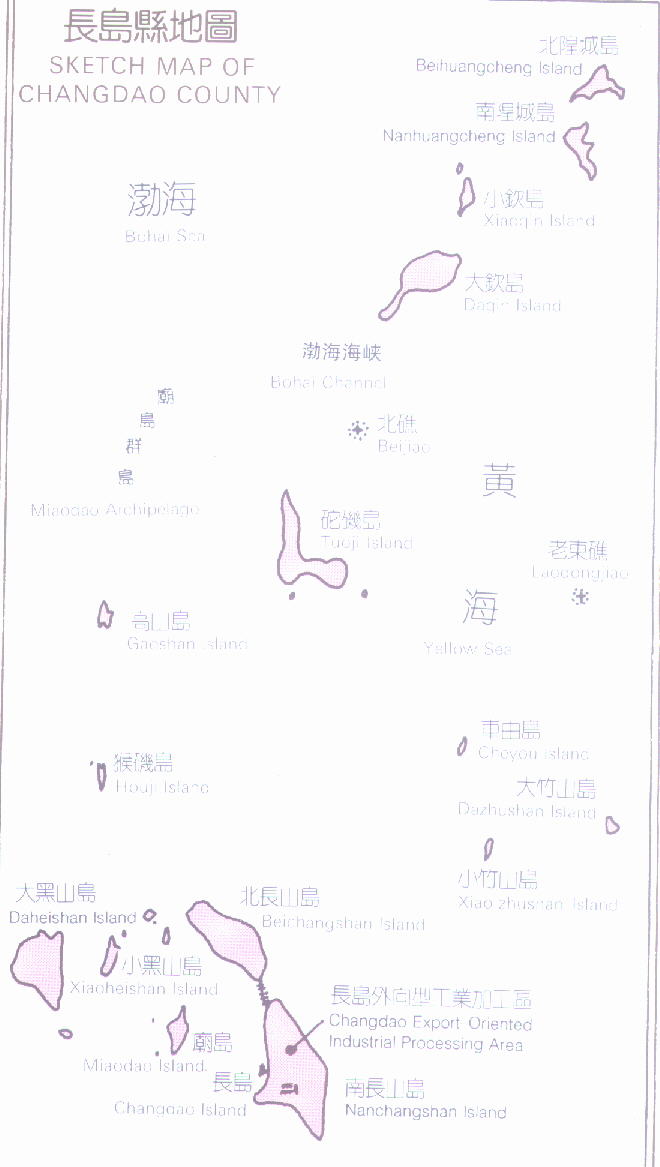 長島縣地圖
SKETCH MAP OF
CHANGDAO COUNTY
北隍城島
Beihuangcheng Island
南隍城島
Nanhuangcheng Island
渤海
Bohai Sea
小欽島
Xiaoqin Island
大欽島
Daqin Island
渤海海峡
Bohai Channel
廟
島
群
島
Miaodao Archipelago
北礁
Beijiao
黃
海
Yellow Sea
砣磯島
Tuoji Island
老東礁
Laodongjiao
高山島
Gaoshan Island
車由島
Cheyou Island
猴磯島
Houji Island
大竹山島
Dazhushan Island
小竹山島
Xiao zhushan Island
大黑山島
Daheishan Island
北長山島
Beichangshan Island
小黑山島
Xiaoheishan Island
長島外向型工業加工區
Changdao Export Oriented
Industrial Processing Area
廟島
Miaodao Island
長島
Changdao Island
南長山島
Nanchangshan Island